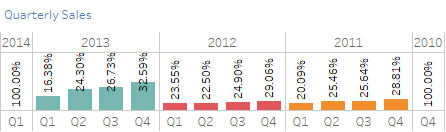 Quarterly Sales
2014 2013 2012 2011 2010
100.00% 16.38% 24.30% 26.73% 32.59% 23.55% 22.50% 24.90% 29.06% 20.09% 25.46% 25.64% 28.81% 100.00%
Q1 Q1 Q2 Q3 Q4 Q1 Q2 Q3 Q4 Q1 Q2 Q3 Q4 Q4